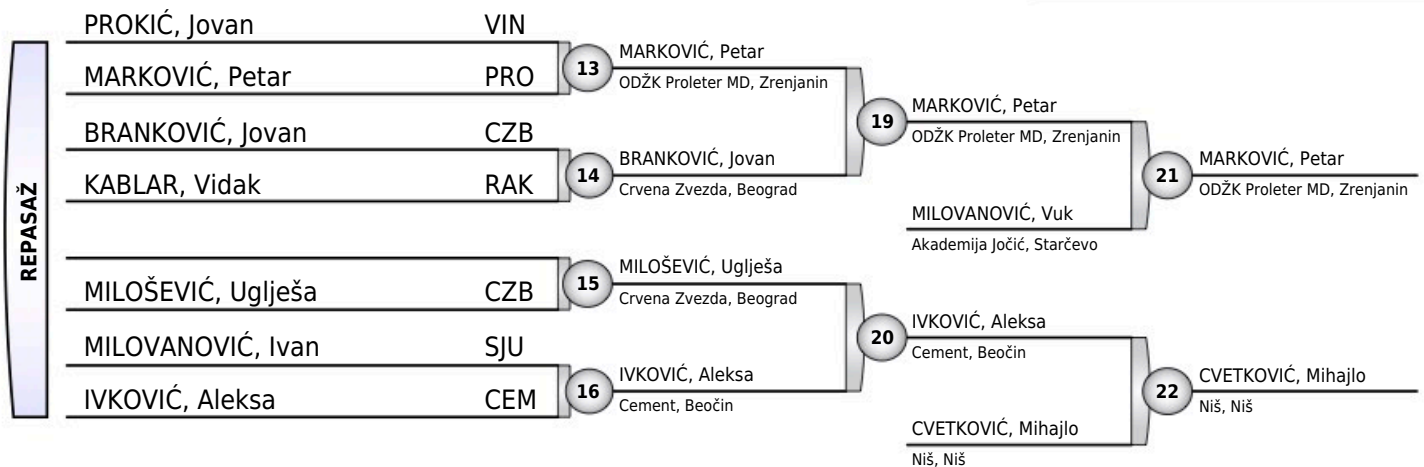 REPASAŽ
PROKIĆ, Jovan VIN
MARKOVIĆ, Petar PRO
BRANKOVIĆ, Jovan CZB
KABLAR, Vidak RAK
MILOŠEVIĆ, Uglješa CZB
MILOVANOVIĆ, Ivan SJU
IVKOVIĆ, Aleksa CEM
13
MARKOVIĆ, Petar
ODŽK Proleter MD, Zrenjanin
14
BRANKOVIĆ, Jovan
Crvena Zvezda, Beograd
15
MILOŠEVIĆ, Uglješa
Crvena Zvezda, Beograd
16
IVKOVIĆ, Aleksa
Cement, Beočin
19
MARKOVIĆ, Petar
ODŽK Proleter MD, Zrenjanin
MILOVANOVIĆ, Vuk
Akademija Jočić, Starčevo
20
IVKOVIĆ, Aleksa
Cement, Beočin
CVETKOVIĆ, Mihajlo
Niš, Niš
21
MARKOVIĆ, Petar
ODŽK Proleter MD, Zrenjanin
22
CVETKOVIĆ, Mihajlo
Niš, Niš